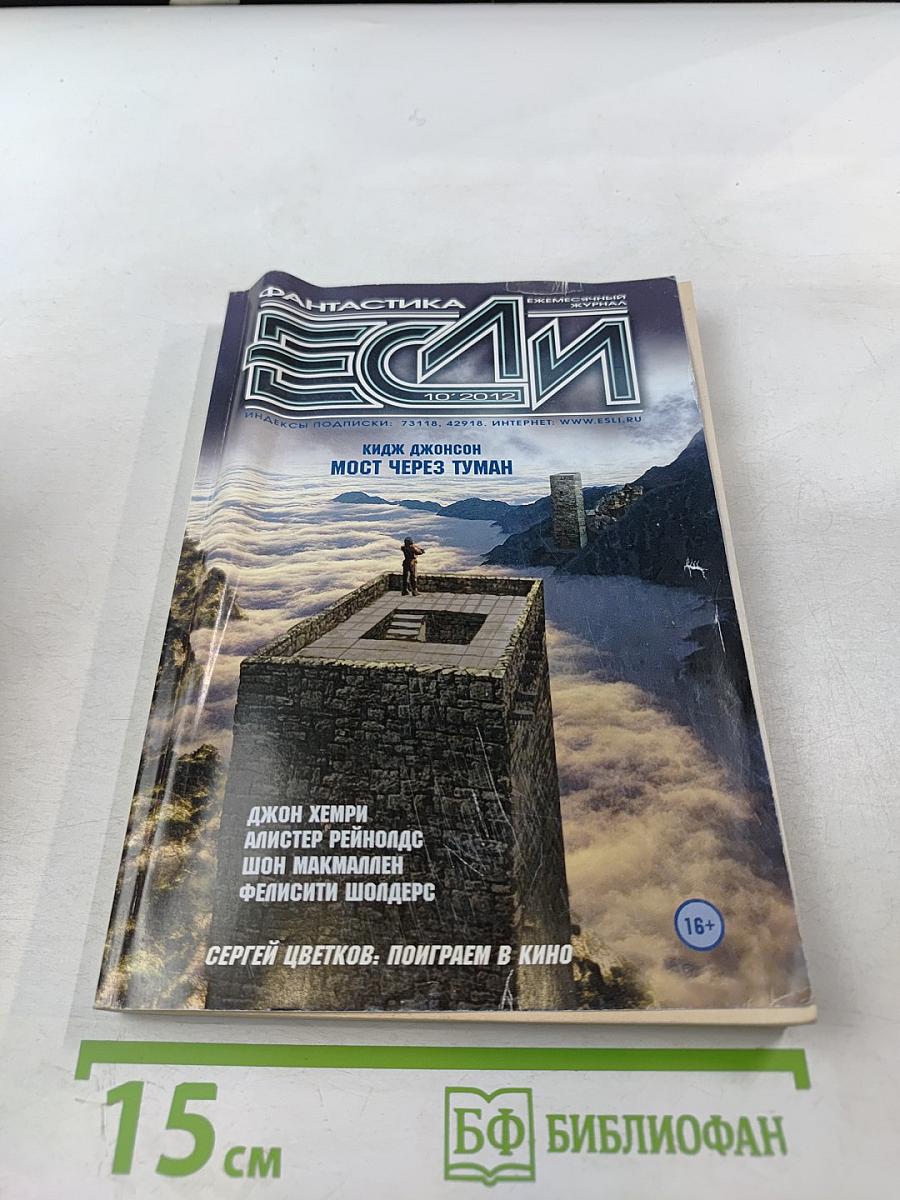 ФАНТАСТИКА
ЕЖЕМЕСЯЧНЫЙ
ЖУРНАЛ
ЕСЛИ
10'2012
ИНДЕКСЫ ПОДПИСКИ: 73118, 42918. ИНТЕРНЕТ: WWW.ESLI.RU
КИДЖ ДЖОНСОН
МОСТ ЧЕРЕЗ ТУМАН
ДЖОН ХЕМРИ
АЛИСТЕР РЕЙНОЛДС
ШОН МАКМАЛЛЕН
ФЕЛИСИТИ ШОЛДЕРС
16+
СЕРГЕЙ ЦВЕТКОВ: ПОИГРАЕМ В КИНО
15 см
БФ БИБЛИОФАН